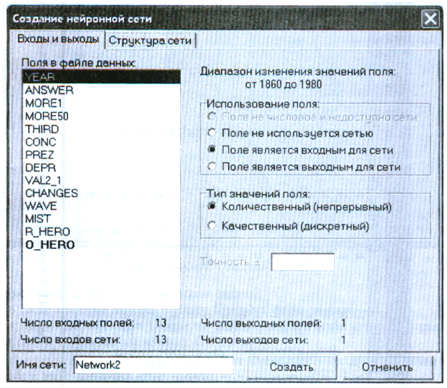 Создание нейронной сети
Входы и выходы Структура сети
Поля в файле данных:
YEAR
ANSWER
MORE1
MORE50
THIRD
CONC
PREZ
DEPR
VAL2_1
CHANGES
WAVE
MIST
R_HERO
O_HERO
Диапазон изменения значений поля:
от 1860 до 1980
Использование поля:
Поле не числовое и недоступно сети
Поле не используется сетью
Поле является входным для сети
Поле является выходным для сети
Тип значений поля:
Количественный (непрерывный)
Качественный (дискретный)
Точность ±
Число входных полей: 13 Число выходных полей: 1
Число входов сети: 13 Число выходов сети: 1
Имя сети: Network2 Создать Отменить